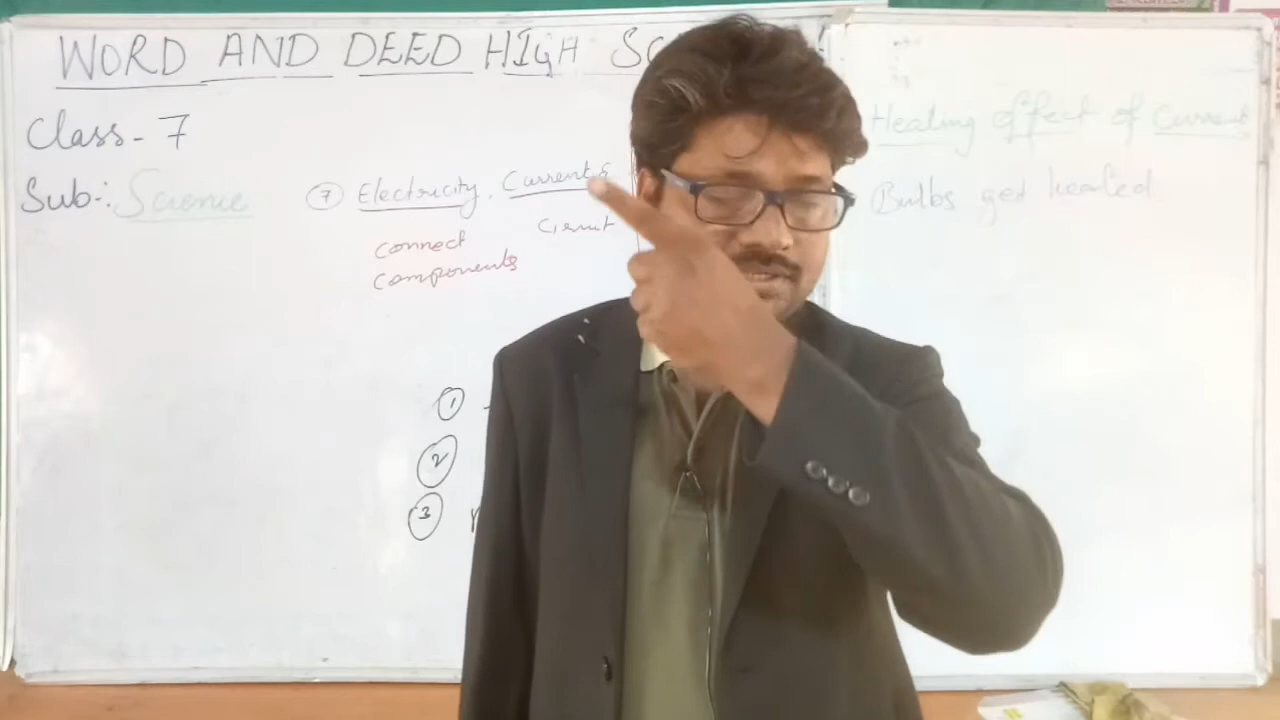 WORD AND DEED HIGH SC
Class-7
Sub:- Science
7 Electricity, Currents
Circuit
connect
components
1
2
3
Heating effect of Current
Bulbs get heated